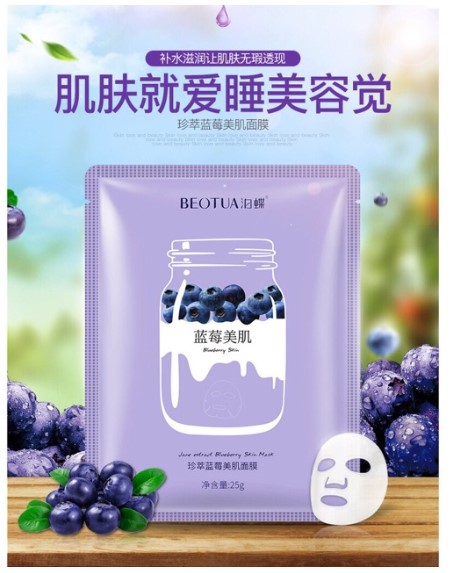 补水滋润让肌肤无瑕透现
肌肤就爱睡美容觉
珍萃蓝莓美肌面膜
BEOTUA泊蝶
蓝莓美肌
Blueberry Skin
Blueberry Skin Mask
珍萃蓝莓美肌面膜
净含量:25g